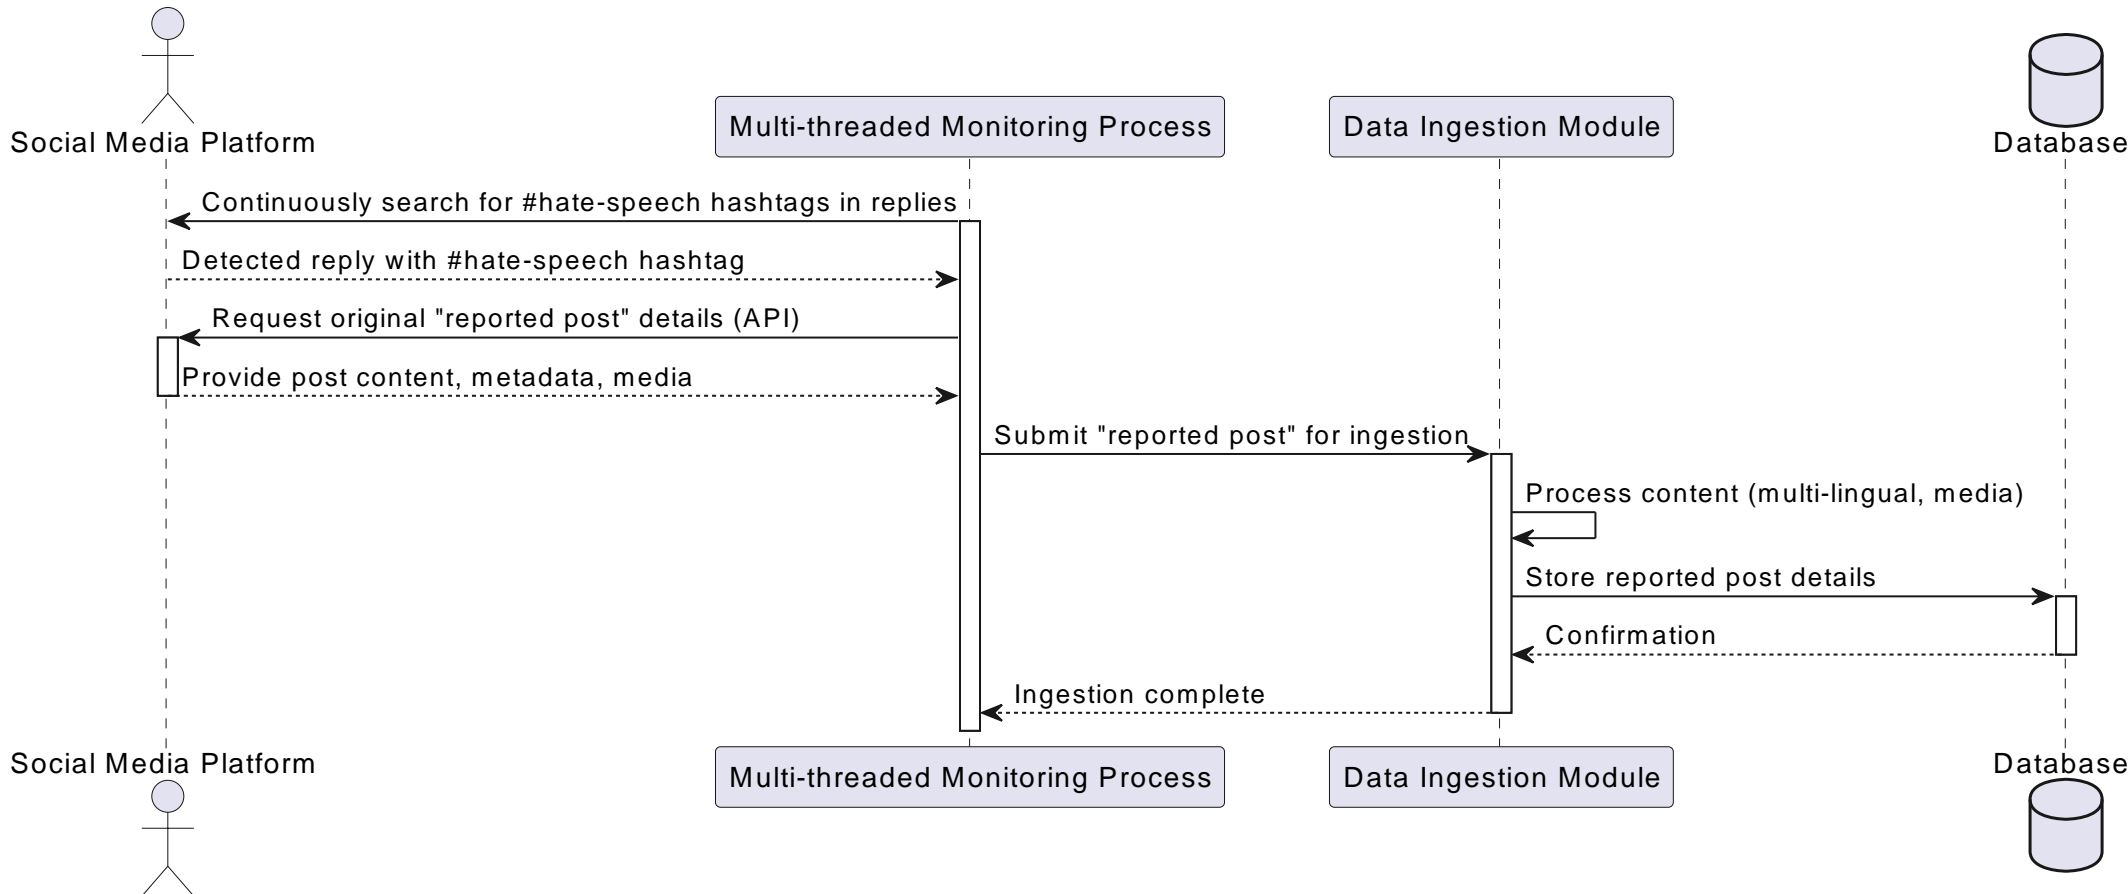 Social Media Platform
Multi-threaded Monitoring Process
Data Ingestion Module
Database
Continuously search for #hate-speech hashtags in replies
Detected reply with #hate-speech hashtag
Request original "reported post" details (API)
Provide post content, metadata, media
Submit "reported post" for ingestion
Process content (multi-lingual, media)
Store reported post details
Confirmation
Ingestion complete
Social Media Platform
Multi-threaded Monitoring Process
Data Ingestion Module
Database